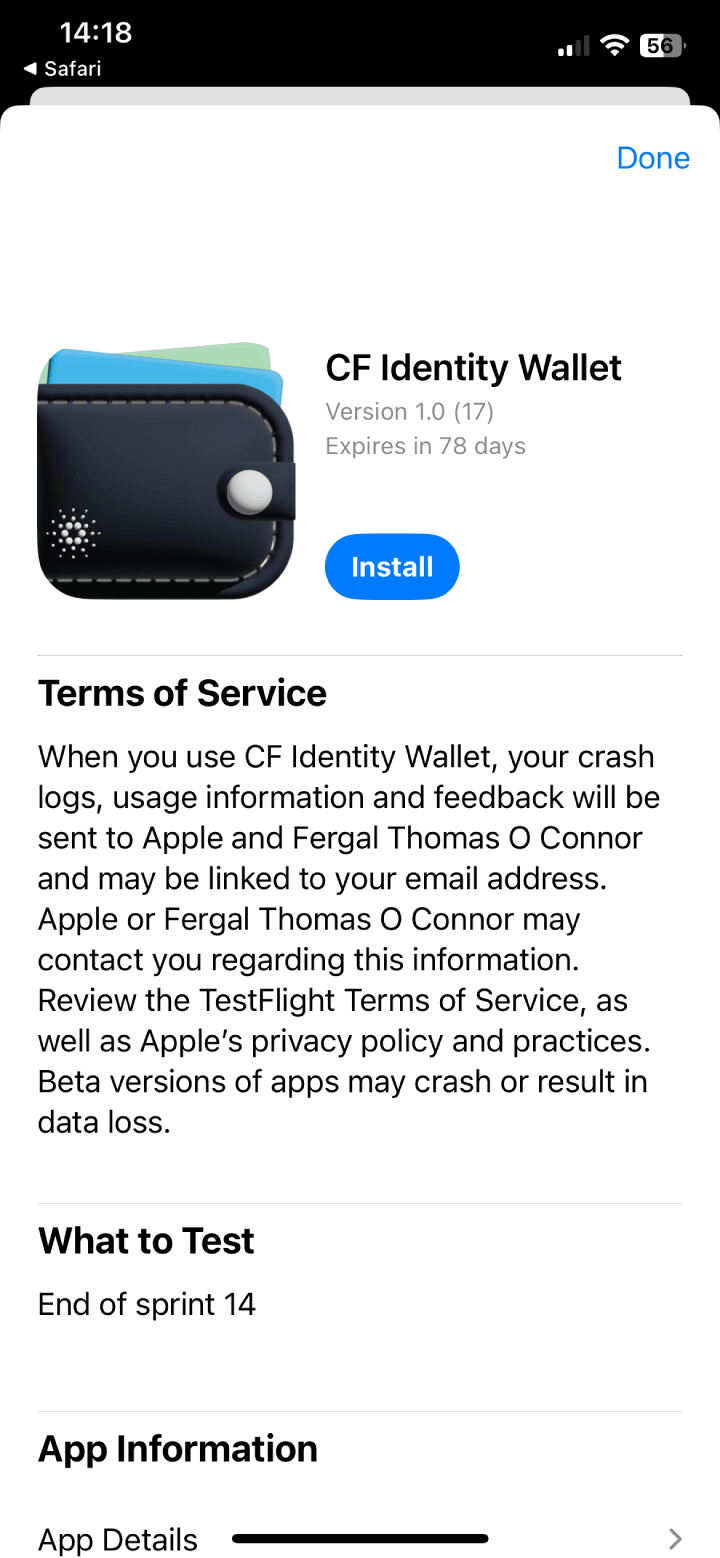 14:18
56
◀ Safari
Done
CF Identity Wallet
Version 1.0 (17)
Expires in 78 days
Install
Terms of Service
When you use CF Identity Wallet, your crash
logs, usage information and feedback will be
sent to Apple and Fergal Thomas O Connor
and may be linked to your email address.
Apple or Fergal Thomas O Connor may
contact you regarding this information.
Review the TestFlight Terms of Service, as
well as Apple’s privacy policy and practices.
Beta versions of apps may crash or result in
data loss.
What to Test
End of sprint 14
App Information
App Details